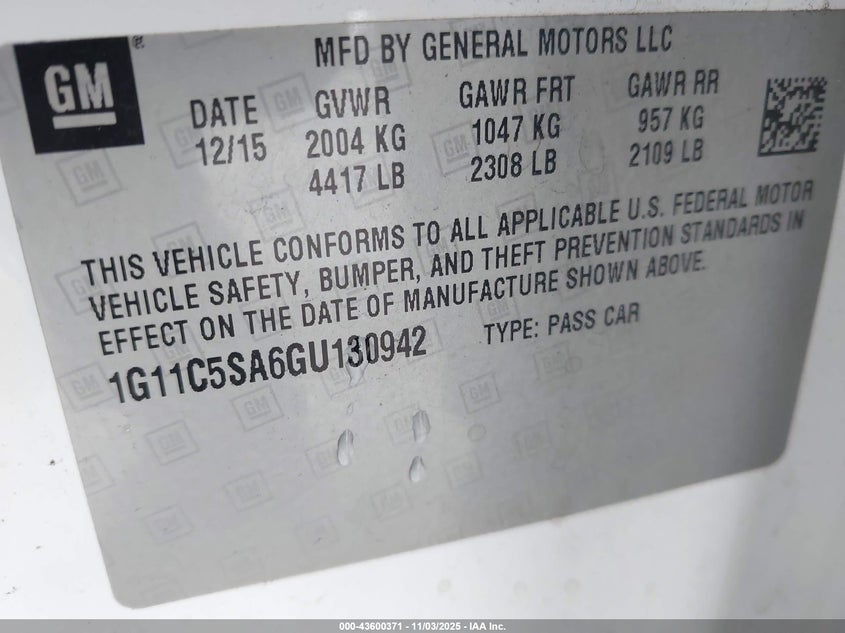 GM
MFD BY GENERAL MOTORS LLC
DATE GVWR GAWR FRT GAWR RR
12/15 2004 KG 1047 KG 957 KG
4417 LB 2308 LB 2109 LB
THIS VEHICLE CONFORMS TO ALL APPLICABLE U.S. FEDERAL MOTOR
VEHICLE SAFETY, BUMPER, AND THEFT PREVENTION STANDARDS IN
EFFECT ON THE DATE OF MANUFACTURE SHOWN ABOVE.
1G11C5SA6GU130942 TYPE: PASS CAR
000-43600371 - 11/03/2025 - IAA Inc.